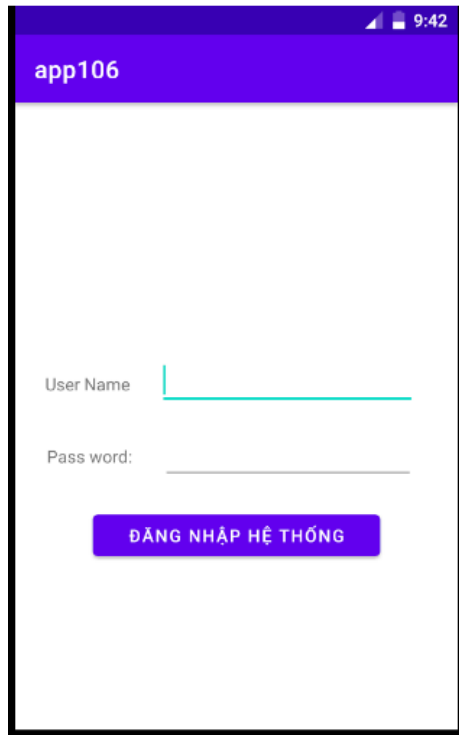 9:42
app106
User Name
Pass word:
ĐĂNG NHẬP HỆ THỐNG